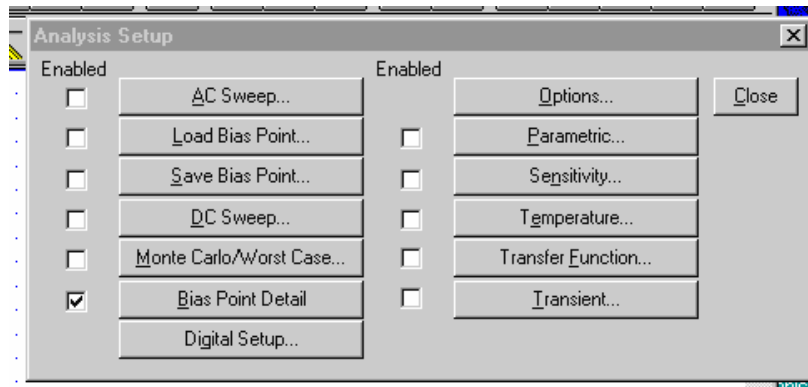 Analysis Setup
Enabled
AC Sweep...
Load Bias Point...
Save Bias Point...
DC Sweep...
Monte Carlo/Worst Case...
Bias Point Detail
Digital Setup...
Enabled
Options...
Parametric...
Sensitivity...
Temperature...
Transfer Function...
Transient...
Close